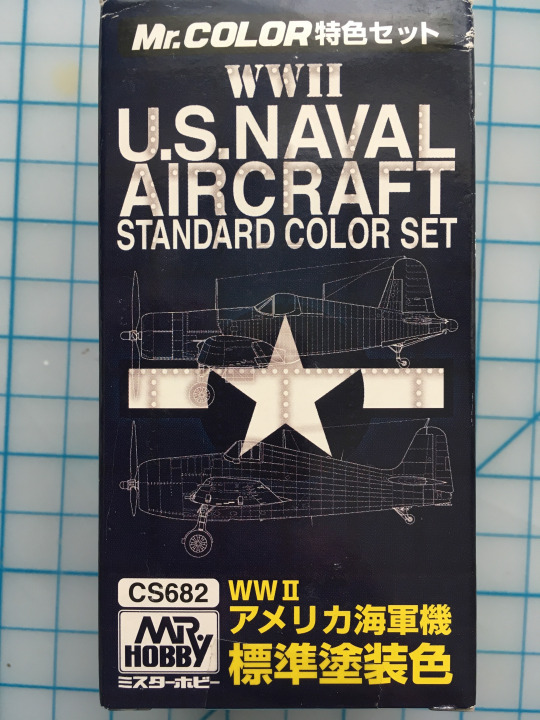 Mr.COLOR特色セット
WWII
U.S.NAVAL
AIRCRAFT
STANDARD COLOR SET
CS682
MR.
HOBBY
ミスターホビー
WWⅡ
アメリカ海軍機
標準塗装色